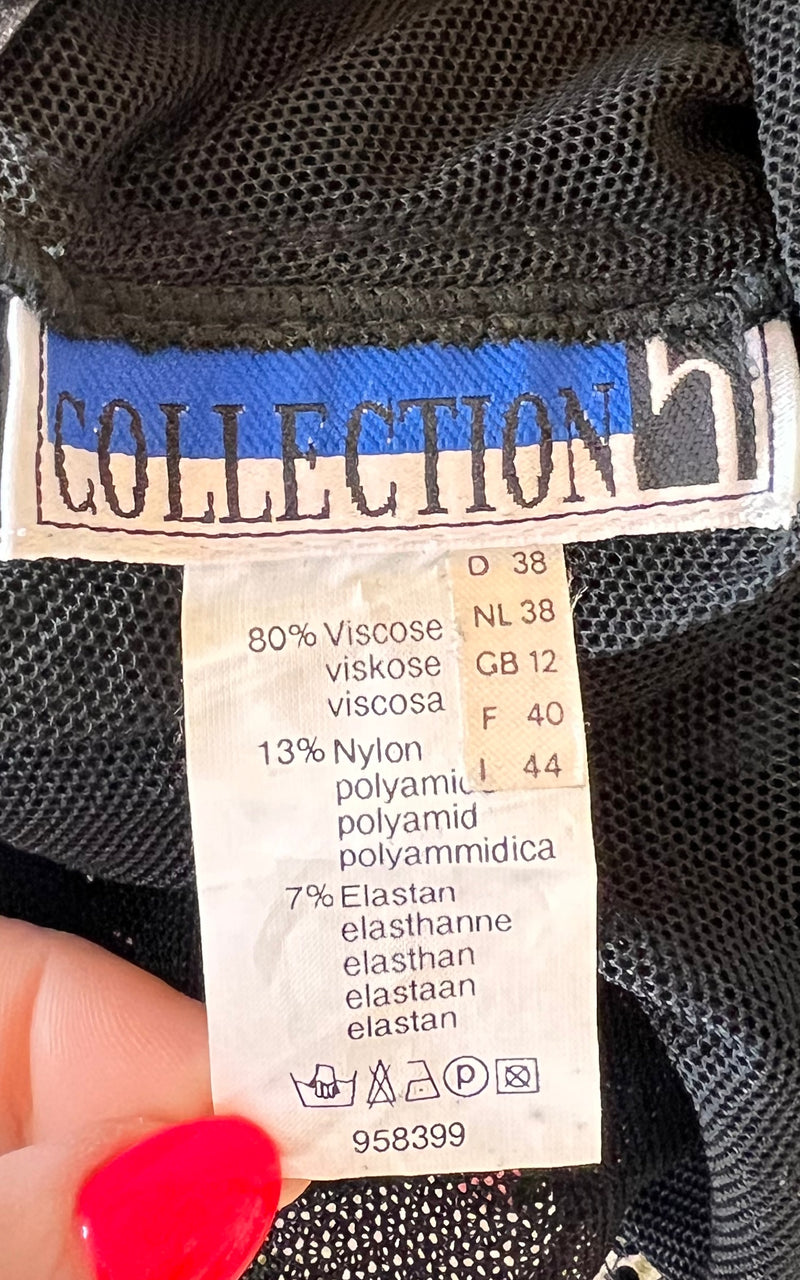 COLLECTION h
D 38
NL 38
GB 12
F 40
I 44
80% Viscose
viskose
viscosa
13% Nylon
polyamid
polyammidica
7% Elastan
elasthanne
elasthan
elastaan
elastan
P
958399